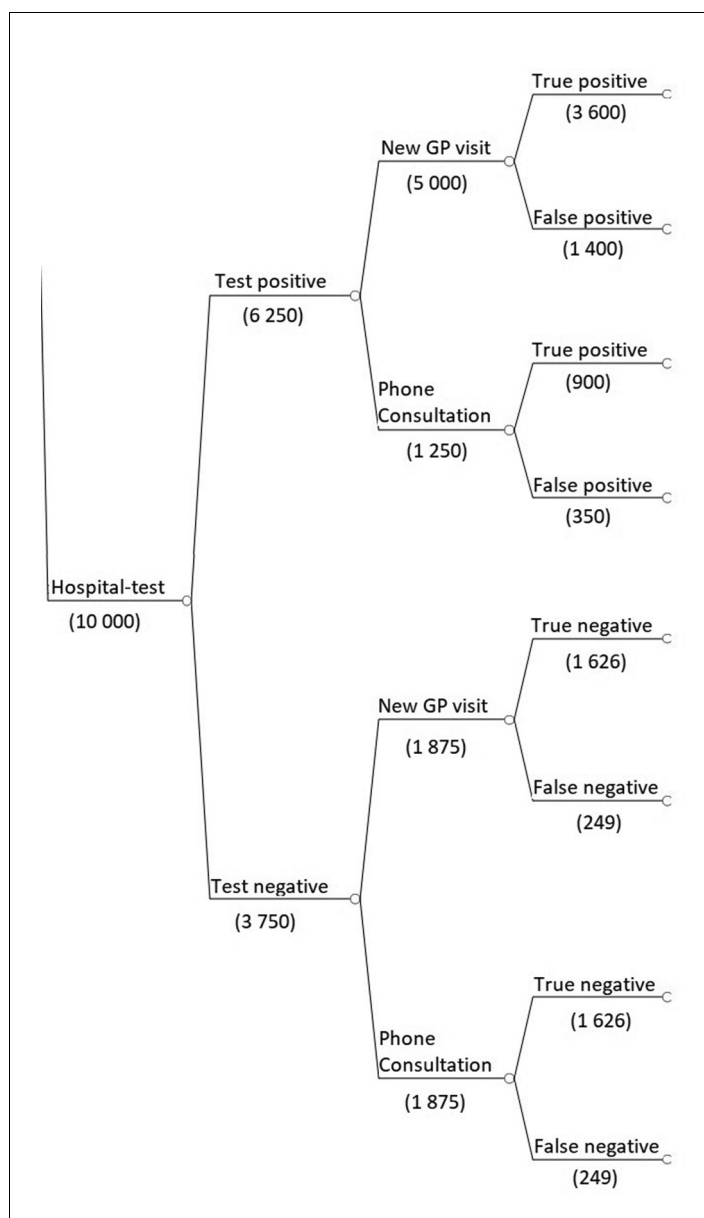 True positive
(3 600)
New GP visit
(5 000)
False positive
(1 400)
Test positive
(6 250)
True positive
(900)
Phone
Consultation
(1 250)
False positive
(350)
Hospital-test
(10 000)
True negative
(1 626)
New GP visit
(1 875)
False negative
(249)
Test negative
(3 750)
True negative
(1 626)
Phone
Consultation
(1 875)
False negative
(249)